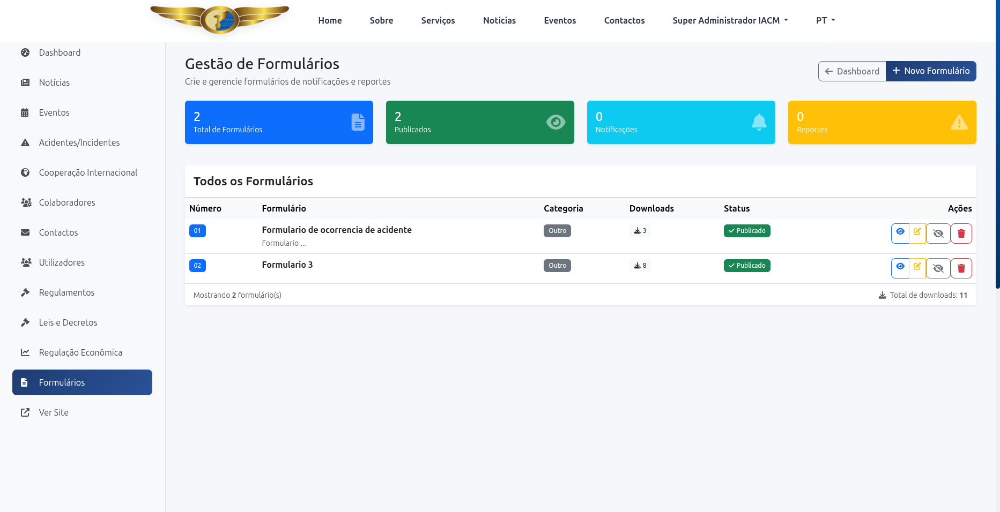 Home Sobre Serviços Notícias Eventos Contactos Super Administrador IACM PT
Dashboard
Notícias
Eventos
Acidentes/Incidentes
Cooperação Internacional
Colaboradores
Contactos
Utilizadores
Regulamentos
Leis e Decretos
Regulação Econômica
Formulários
Ver Site
Gestão de Formulários
Crie e gerencie formulários de notificações e reportes
Dashboard Novo Formulário
2
Total de Formulários
2
Publicados
0
Notificações
0
Reportes
Todos os Formulários
Número Formulário Categoria Downloads Status Ações
01 Formulario de ocorrencia de acidente Outro 3 Publicado
Formulario ...
02 Formulario 3 Outro 8 Publicado
Mostrando 2 formulário(s) Total de downloads: 11